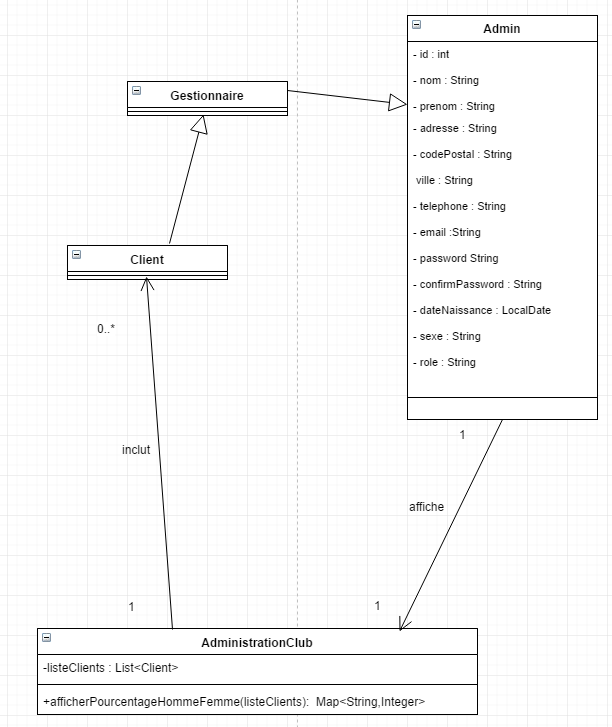 Admin
- id : int
- nom : String
- prenom : String
- adresse : String
- codePostal : String
ville : String
- telephone : String
- email :String
- password String
- confirmPassword : String
- dateNaissance : LocalDate
- sexe : String
- role : String
Gestionnaire
Client
0..*
inclut
1
1
affiche
1
AdministrationClub
-listeClients : List<Client>
+afficherPourcentageHommeFemme(listeClients): Map<String,Integer>